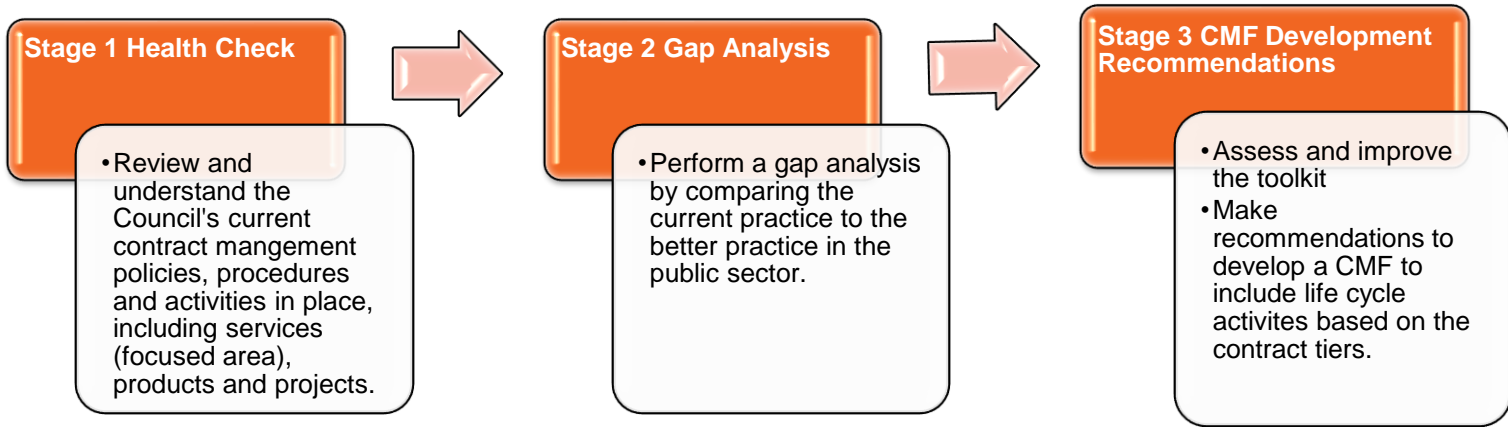 Stage 1 Health Check
•Review and
understand the
Council's current
contract mangement
policies, procedures
and activities in place,
including services
(focused area),
products and projects.
Stage 2 Gap Analysis
•Perform a gap analysis
by comparing the
current practice to the
better practice in the
public sector.
Stage 3 CMF Development
Recommendations
•Assess and improve
the toolkit
•Make
recommendations to
develop a CMF to
include life cycle
activites based on the
contract tiers.